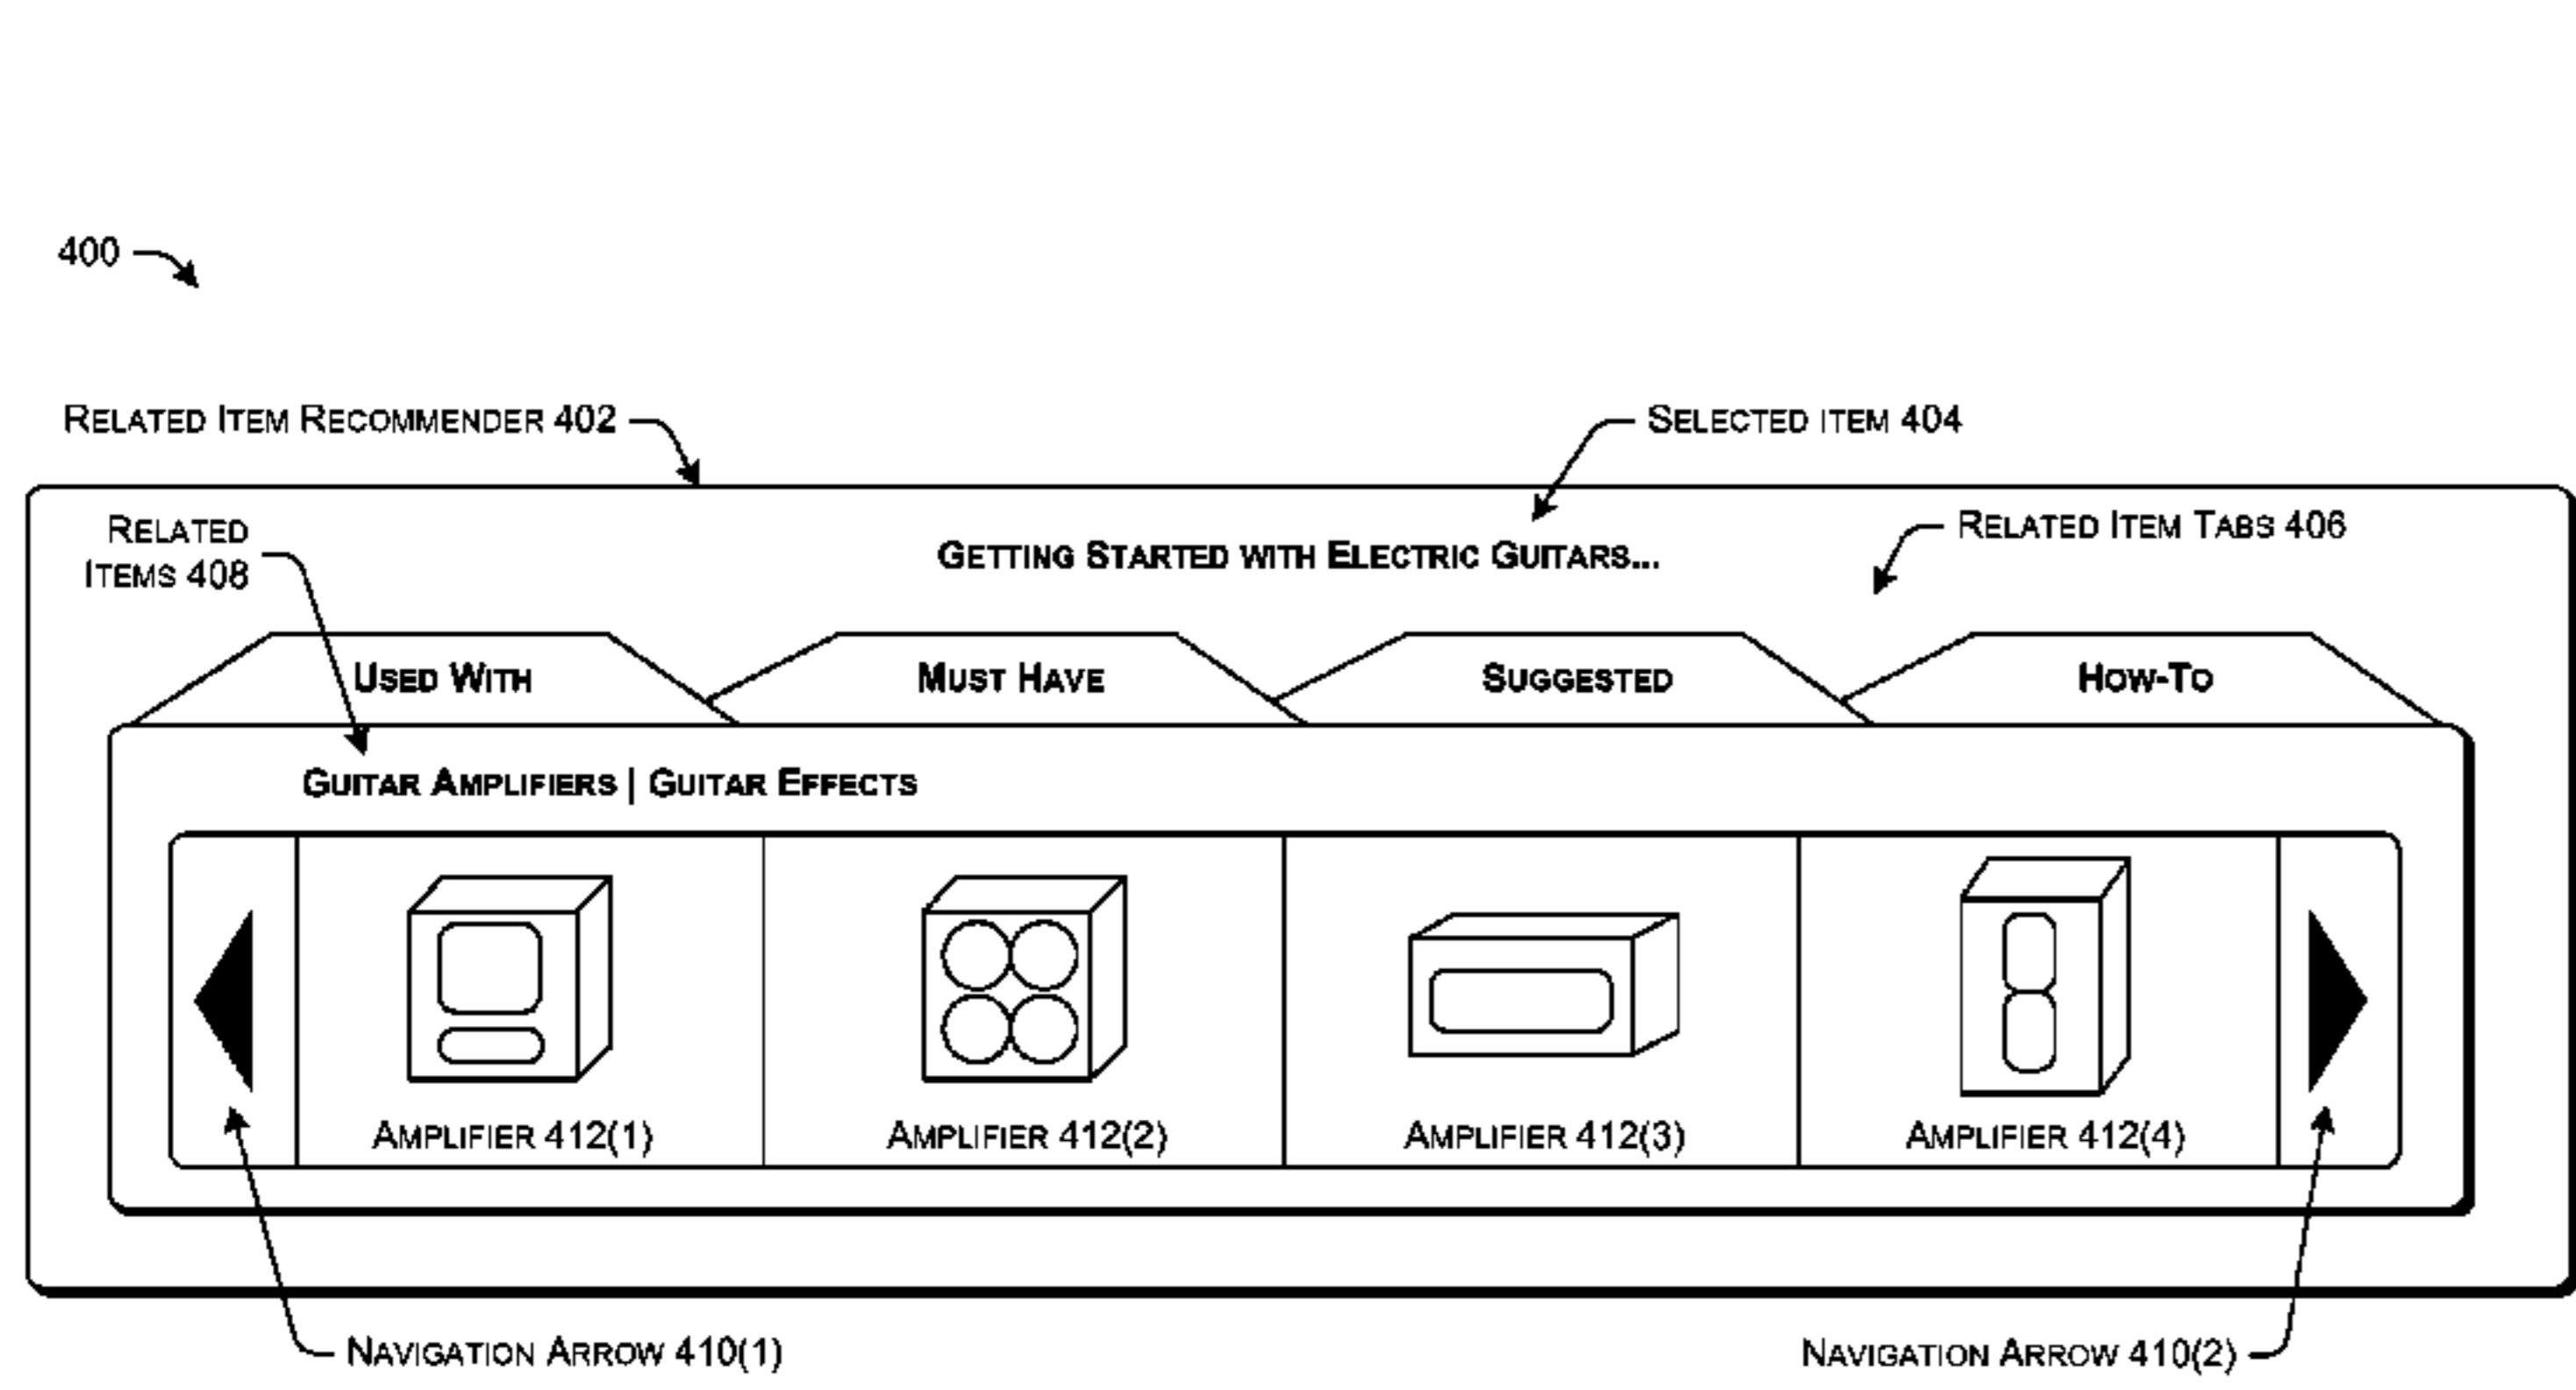 400
RELATED ITEM RECOMMENDER 402
SELECTED ITEM 404
RELATED
ITEMS 408
GETTING STARTED WITH ELECTRIC GUITARS...
RELATED ITEM TABS 406
USED WITH
MUST HAVE
SUGGESTED
HOW-TO
GUITAR AMPLIFIERS | GUITAR EFFECTS
AMPLIFIER 412(1)
AMPLIFIER 412(2)
AMPLIFIER 412(3)
AMPLIFIER 412(4)
NAVIGATION ARROW 410(1)
NAVIGATION ARROW 410(2)